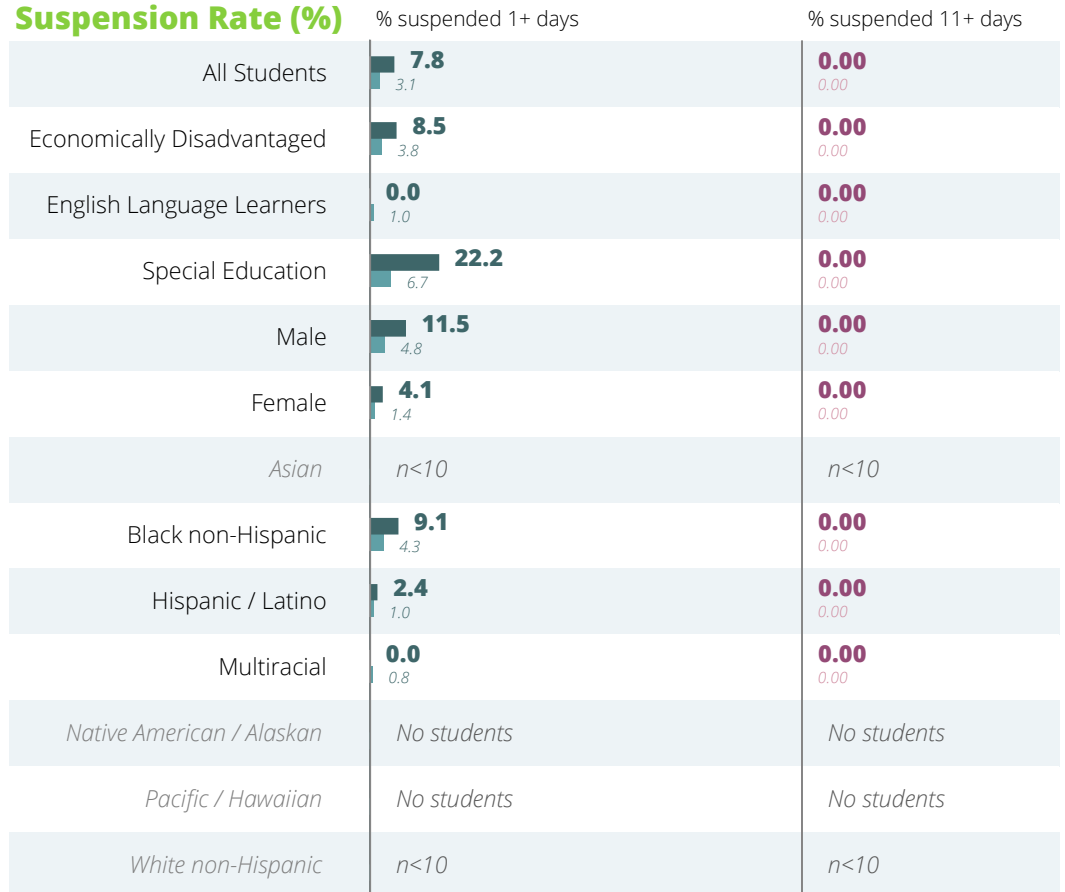 Suspension Rate (%) % suspended 1+ days % suspended 11+ days
All Students 7.8 0.00
3.1 0.00
Economically Disadvantaged 8.5 0.00
3.8 0.00
English Language Learners 0.0 0.00
1.0 0.00
Special Education 22.2 0.00
6.7 0.00
Male 11.5 0.00
4.8 0.00
Female 4.1 0.00
1.4 0.00
Asian n<10 n<10
Black non-Hispanic 9.1 0.00
4.3 0.00
Hispanic / Latino 2.4 0.00
1.0 0.00
Multiracial 0.0 0.00
0.8 0.00
Native American / Alaskan No students No students
Pacific / Hawaiian No students No students
White non-Hispanic n<10 n<10